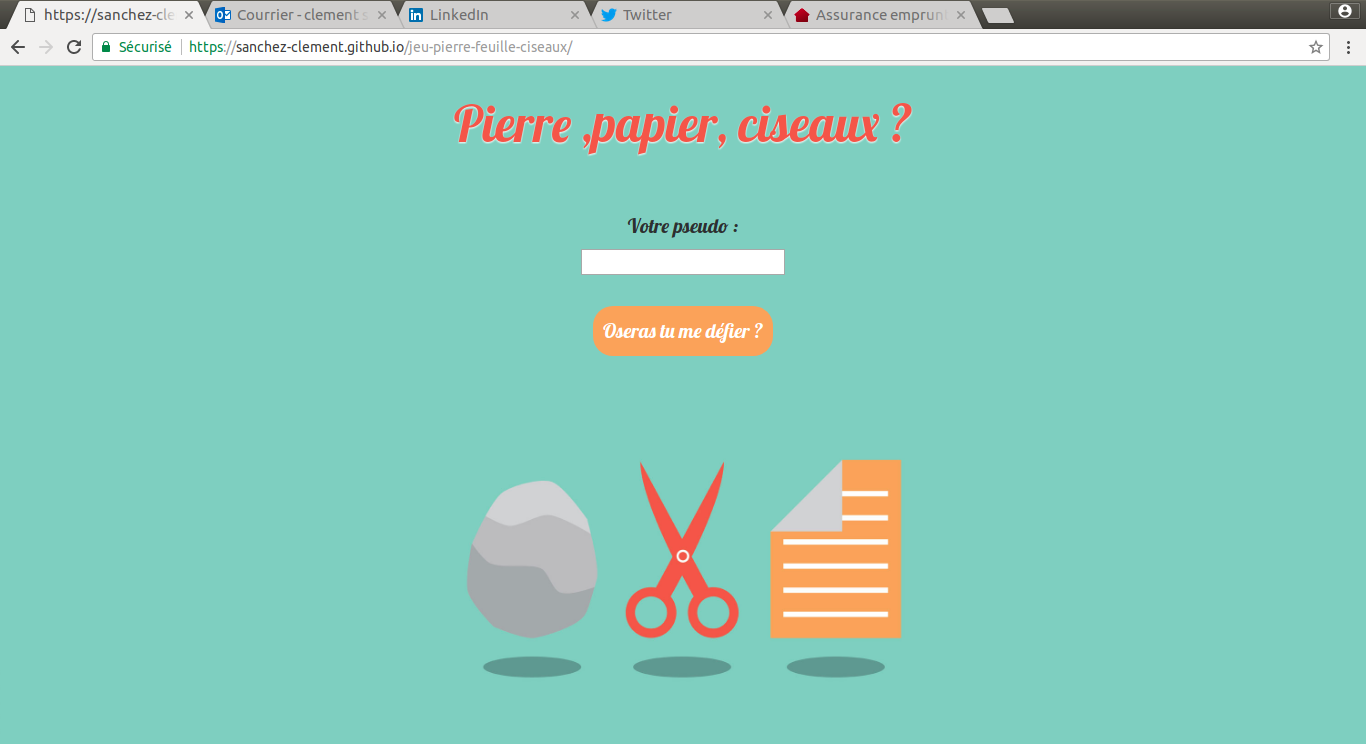 https://sanchez-cle
Courrier - clement s
LinkedIn
Twitter
Assurance emprun
Sécurisé
https://sanchez-clement.github.io/jeu-pierre-feuille-ciseaux/
Pierre ,papier, ciseaux ?
Votre pseudo :
Oseras tu me défier ?